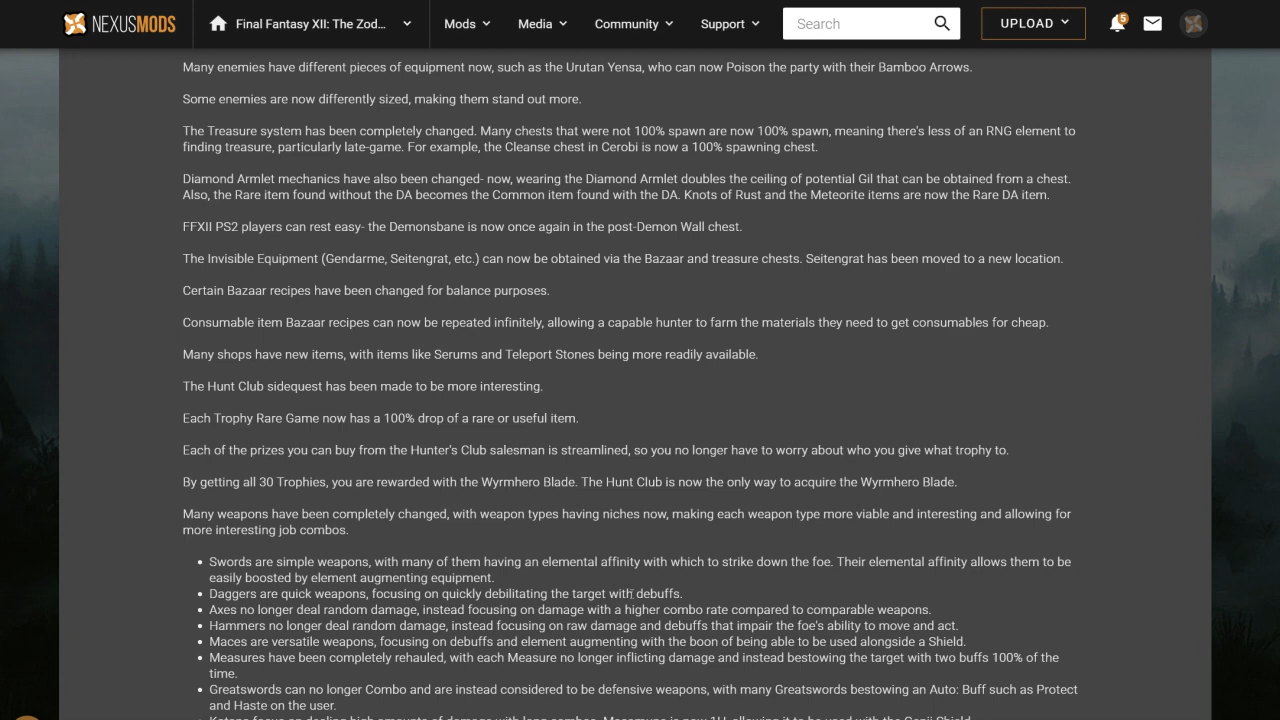 NEXUSMODS
Final Fantasy XII: The Zod...
Mods
Media
Community
Support
Search
UPLOAD
5
Many enemies have different pieces of equipment now, such as the Urutan Yensa, who can now Poison the party with their Bamboo Arrows.
Some enemies are now differently sized, making them stand out more.
The Treasure system has been completely changed. Many chests that were not 100% spawn are now 100% spawn, meaning there's less of an RNG element to
finding treasure, particularly late-game. For example, the Cleanse chest in Cerobi is now a 100% spawning chest.
Diamond Armlet mechanics have also been changed- now, wearing the Diamond Armlet doubles the ceiling of potential Gil that can be obtained from a chest.
Also, the Rare item found without the DA becomes the Common item found with the DA. Knots of Rust and the Meteorite items are now the Rare DA item.
FFXII PS2 players can rest easy- the Demonsbane is now once again in the post-Demon Wall chest.
The Invisible Equipment (Gendarme, Seitengrat, etc.) can now be obtained via the Bazaar and treasure chests. Seitengrat has been moved to a new location.
Certain Bazaar recipes have been changed for balance purposes.
Consumable item Bazaar recipes can now be repeated infinitely, allowing a capable hunter to farm the materials they need to get consumables for cheap.
Many shops have new items, with items like Serums and Teleport Stones being more readily available.
The Hunt Club sidequest has been made to be more interesting.
Each Trophy Rare Game now has a 100% drop of a rare or useful item.
Each of the prizes you can buy from the Hunter's Club salesman is streamlined, so you no longer have to worry about who you give what trophy to.
By getting all 30 Trophies, you are rewarded with the Wyrmhero Blade. The Hunt Club is now the only way to acquire the Wyrmhero Blade.
Many weapons have been completely changed, with weapon types having niches now, making each weapon type more viable and interesting and allowing for
more interesting job combos.
• Swords are simple weapons, with many of them having an elemental affinity with which to strike down the foe. Their elemental affinity allows them to be
easily boosted by element augmenting equipment.
• Daggers are quick weapons, focusing on quickly debilitating the target with debuffs.
• Axes no longer deal random damage, instead focusing on damage with a higher combo rate compared to comparable weapons.
• Hammers no longer deal random damage, instead focusing on raw damage and debuffs that impair the foe's ability to move and act.
• Maces are versatile weapons, focusing on debuffs and element augmenting with the boon of being able to be used alongside a Shield.
• Measures have been completely rehauled, with each Measure no longer inflicting damage and instead bestowing the target with two buffs 100% of the
time.
• Greatswords can no longer Combo and are instead considered to be defensive weapons, with many Greatswords bestowing an Auto: Buff such as Protect
and Haste on the user.
• Katana focus on dealing high amounts of damage with long combos. Masamune is now 1H, allowing it to be used with the Genji Shield.